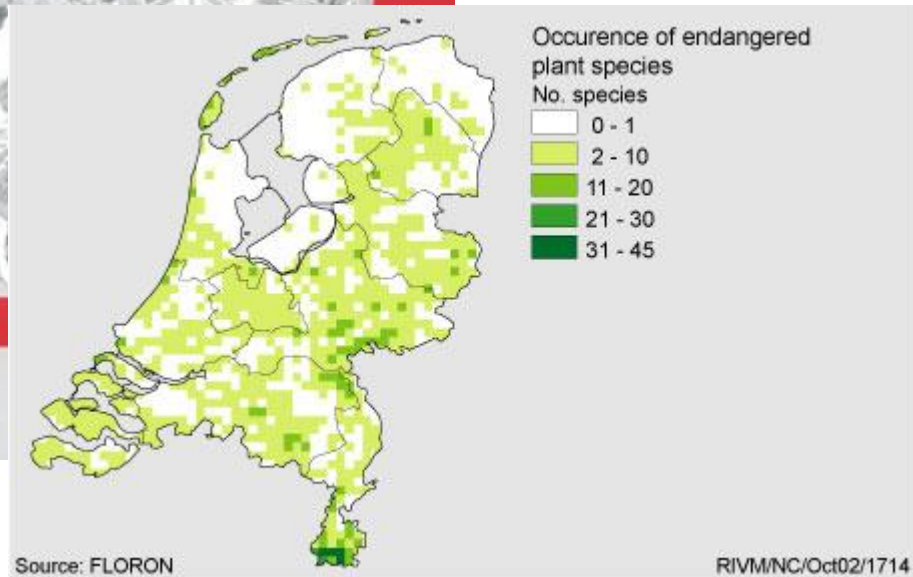 Occurence of endangered
plant species
No. species
0 - 1
2 - 10
11 - 20
21 - 30
31 - 45
Source: FLORON
RIVM/NC/Oct02/1714